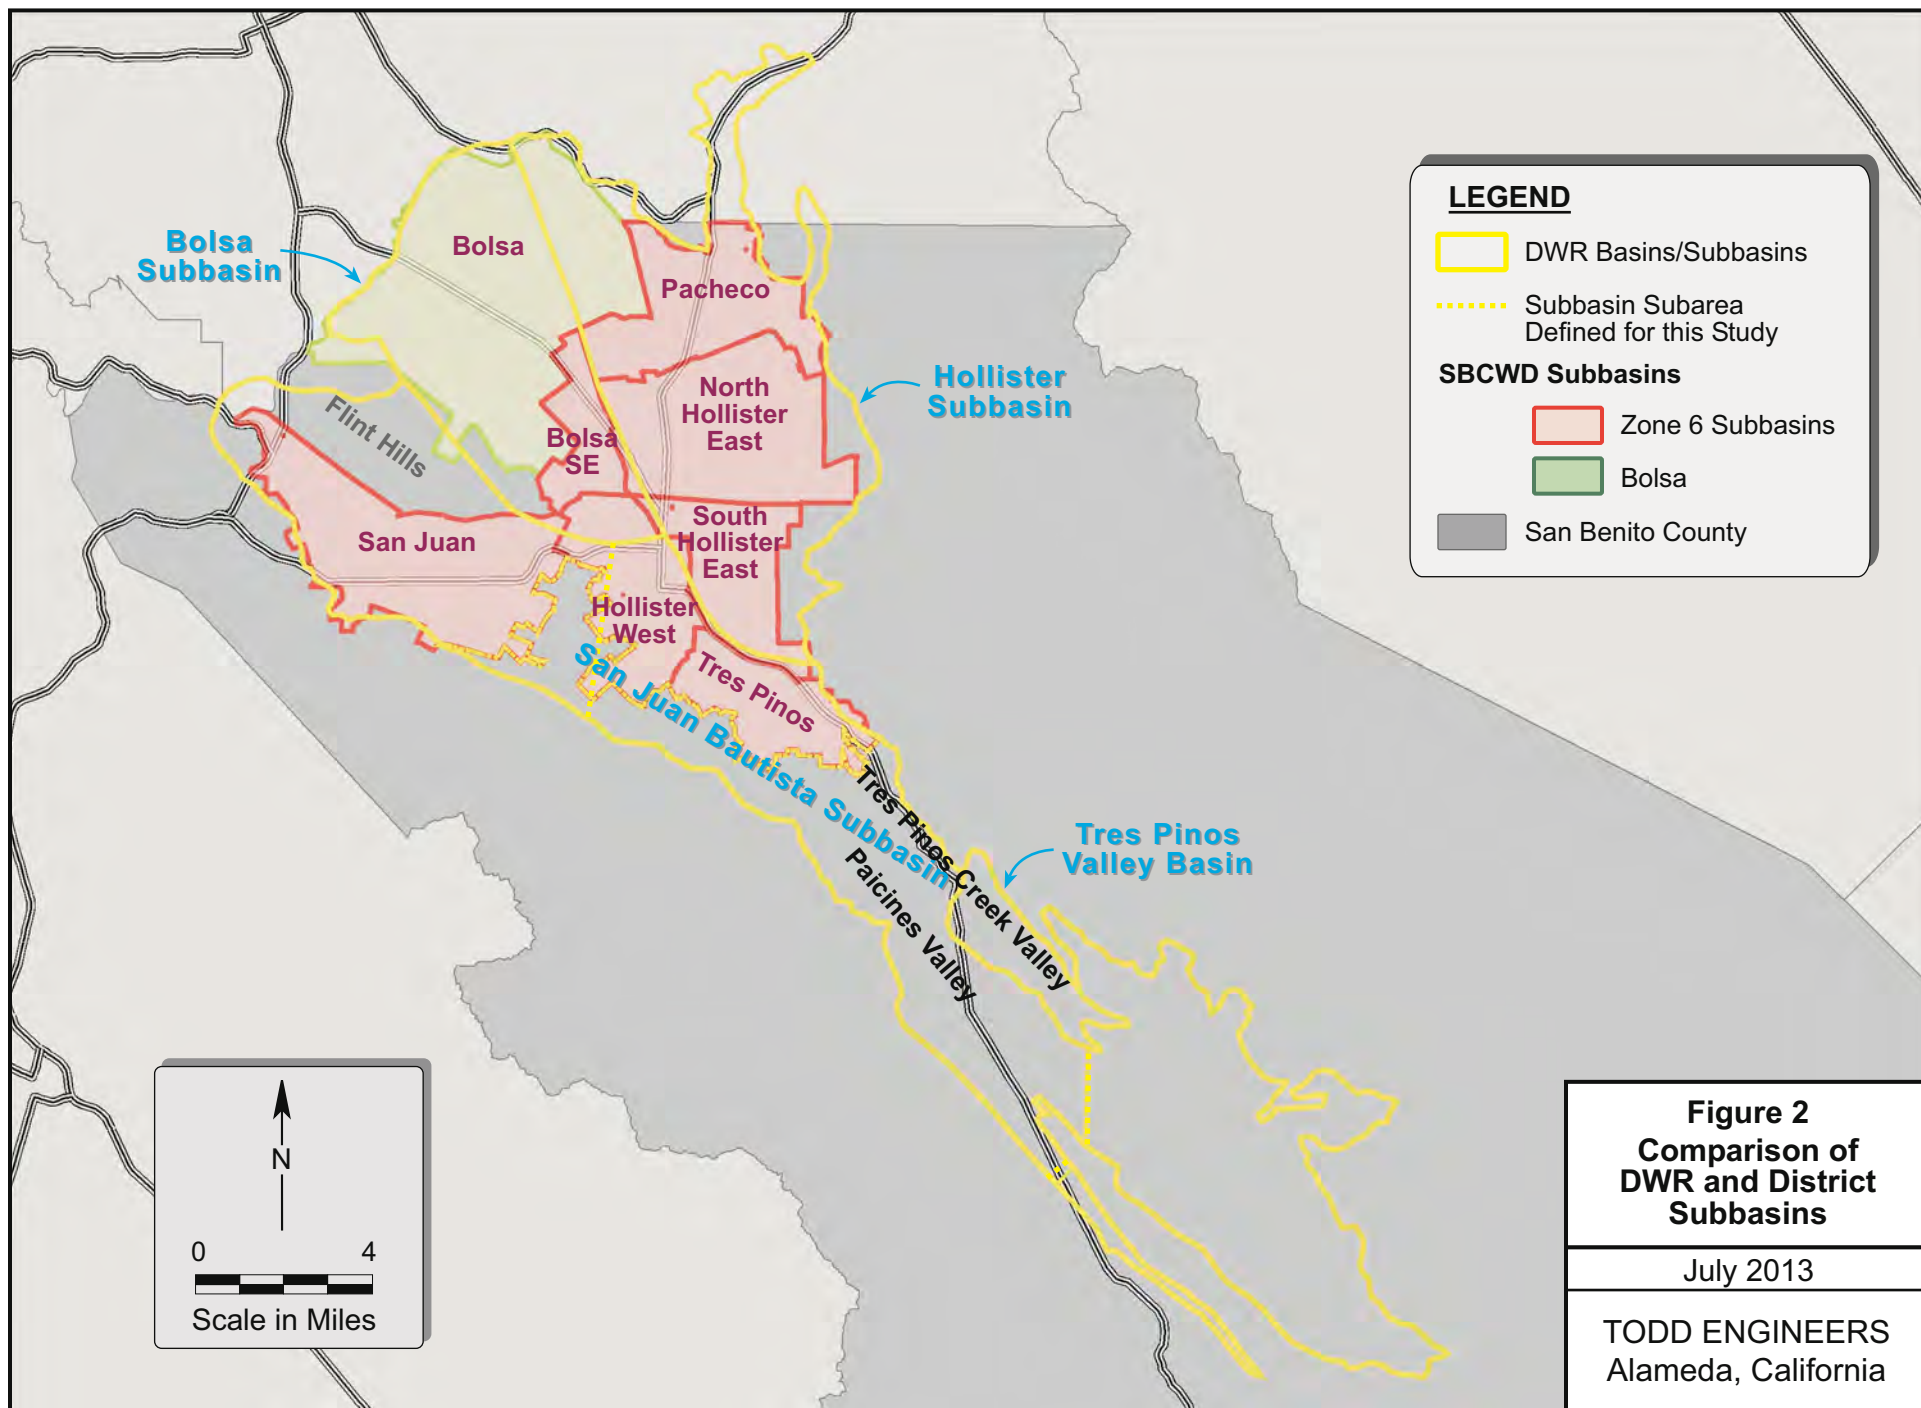 Bolsa
Subbasin
Bolsa
Pacheco
Flint Hills
Bolsa
SE
North
Hollister
East
Hollister
Subbasin
San Juan
South
Hollister
East
Hollister
West
Tres Pinos
San Juan Bautista Subbasin
Tres Pinos Creek Valley
Paicines Valley
Tres Pinos
Valley Basin
LEGEND
DWR Basins/Subbasins
Subbasin Subarea
Defined for this Study
SBCWD Subbasins
Zone 6 Subbasins
Bolsa
San Benito County
N
0 4
Scale in Miles
Figure 2
Comparison of
DWR and District
Subbasins
July 2013
TODD ENGINEERS
Alameda, California